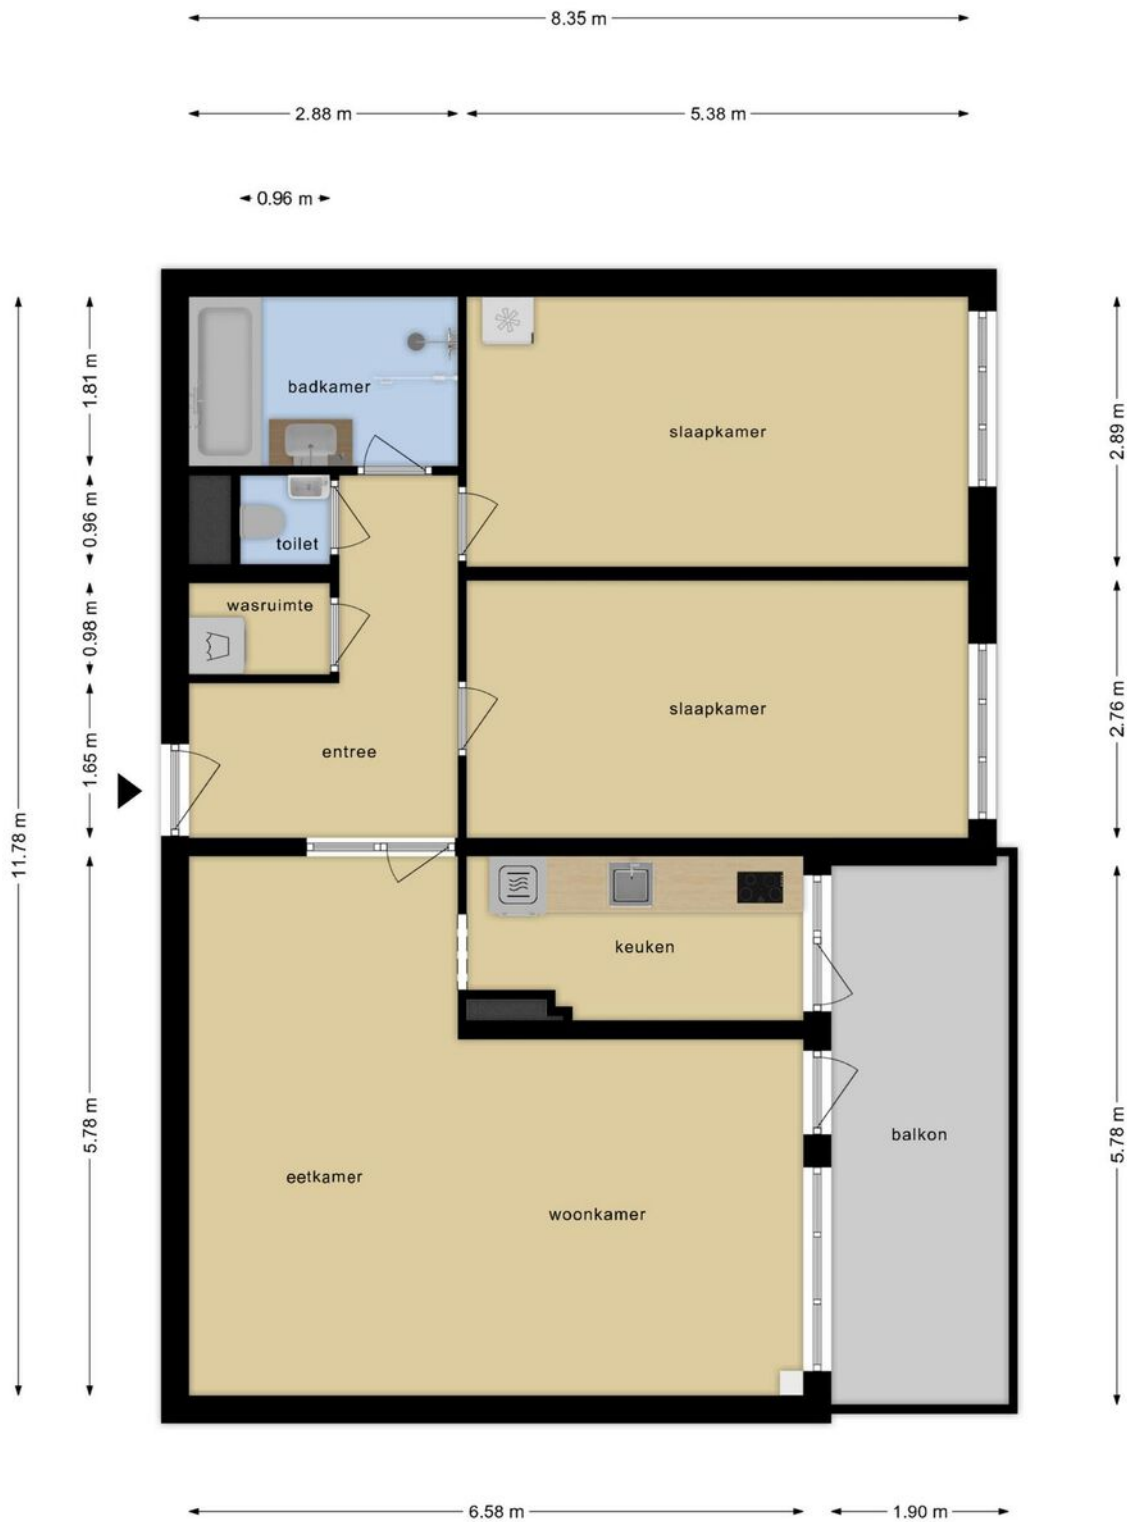 8.35 m
2.88 m
5.38 m
0.96 m
1.81 m
badkamer
slaapkamer
2.89 m
0.96 m
toilet
wasruimte
0.98 m
slaapkamer
2.76 m
entree
1.65 m
11.78 m
keuken
5.78 m
balkon
5.78 m
eetkamer
woonkamer
6.58 m
1.90 m